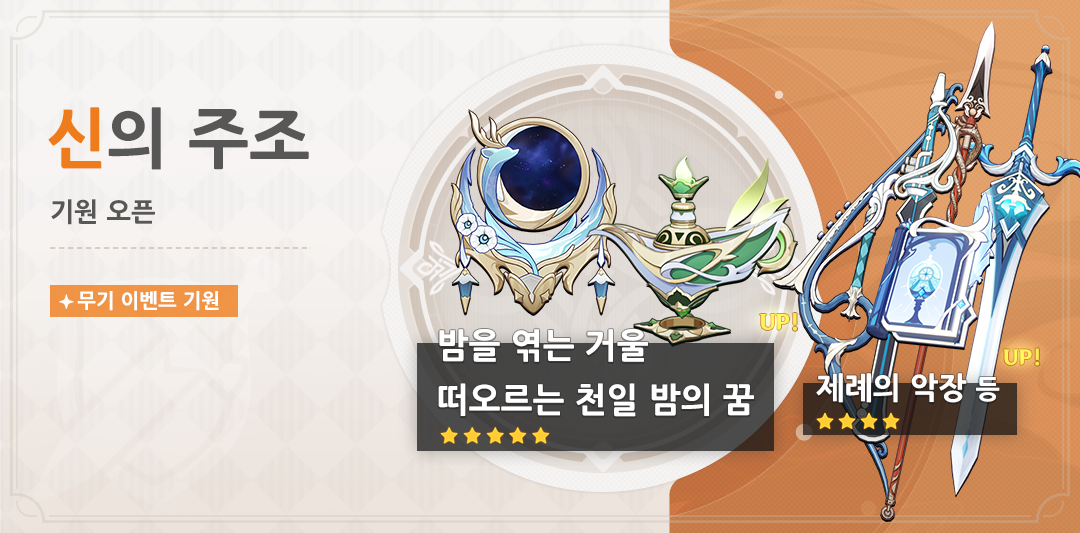 신의 주조
기원 오픈
무기 이벤트 기원
밤을 엮는 거울
떠오르는 천일 밤의 꿈
UP!
제례의 악장 등
UP!